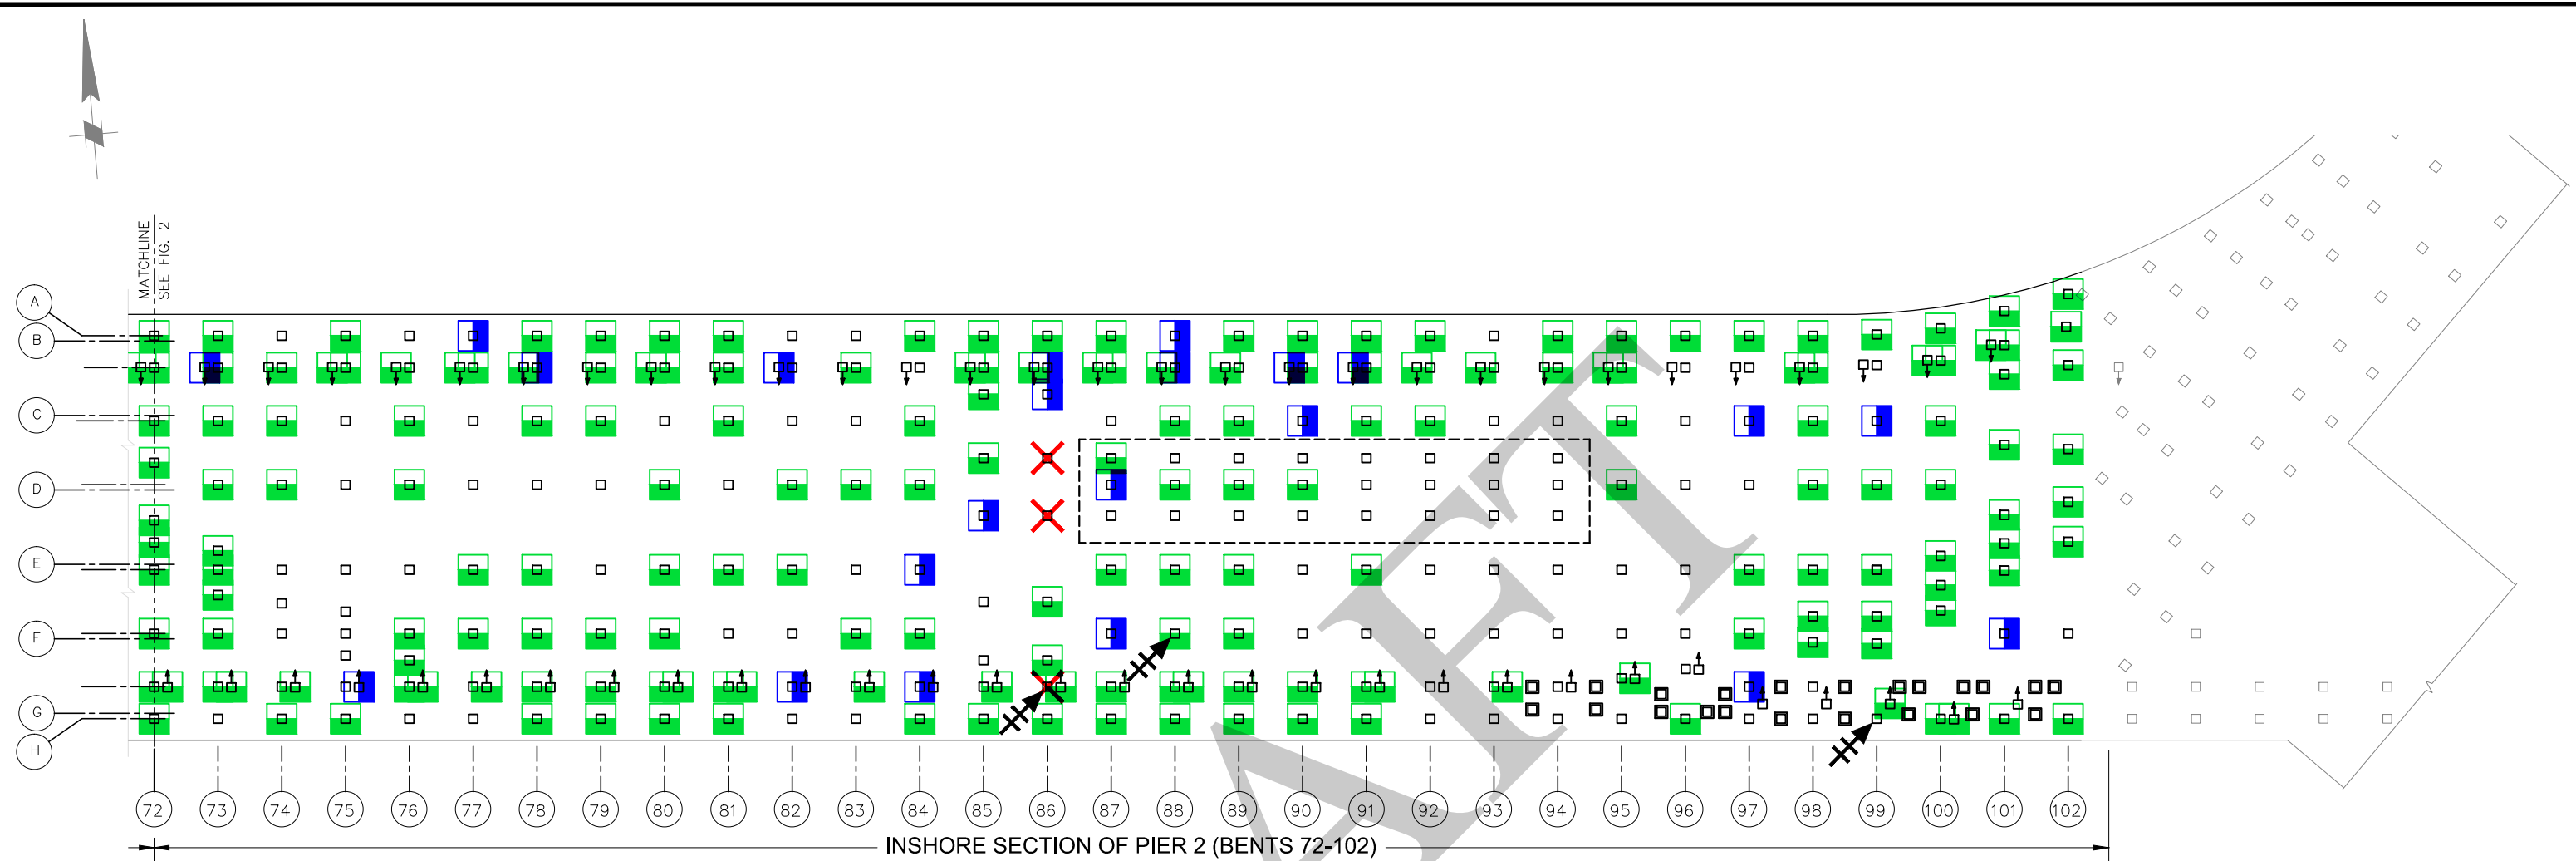 MATCHLINE
SEE FIG. 2
A
B
C
D
E
F
G
H
72 73 74 75 76 77 78 79 80 81 82 83 84 85 86 87 88 89 90 91 92 93 94 95 96 97 98 99 100 101 102
INSHORE SECTION OF PIER 2 (BENTS 72-102)
AFT